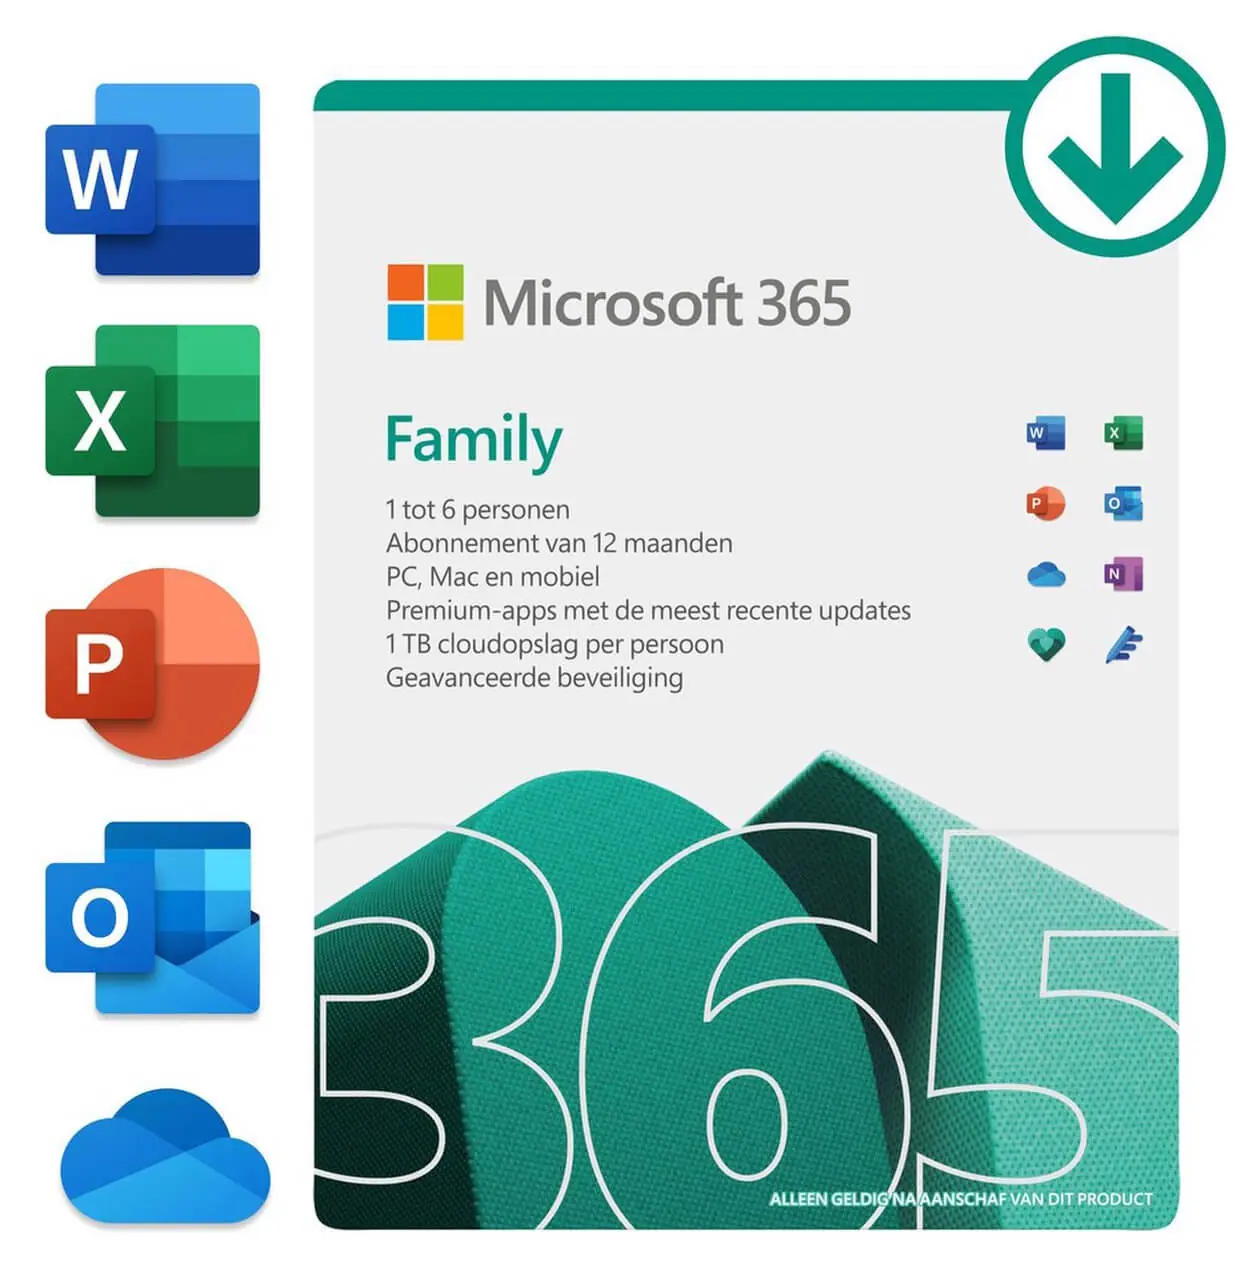 W
X
P
O
Microsoft 365
Family
1 tot 6 personen
Abonnement van 12 maanden
PC, Mac en mobiel
Premium-apps met de meest recente updates
1 TB cloudopslag per persoon
Geavanceerde beveiliging
W
X
P
O
N
365
ALLEEN GELDIG NA AANSCHAF VAN DIT PRODUCT